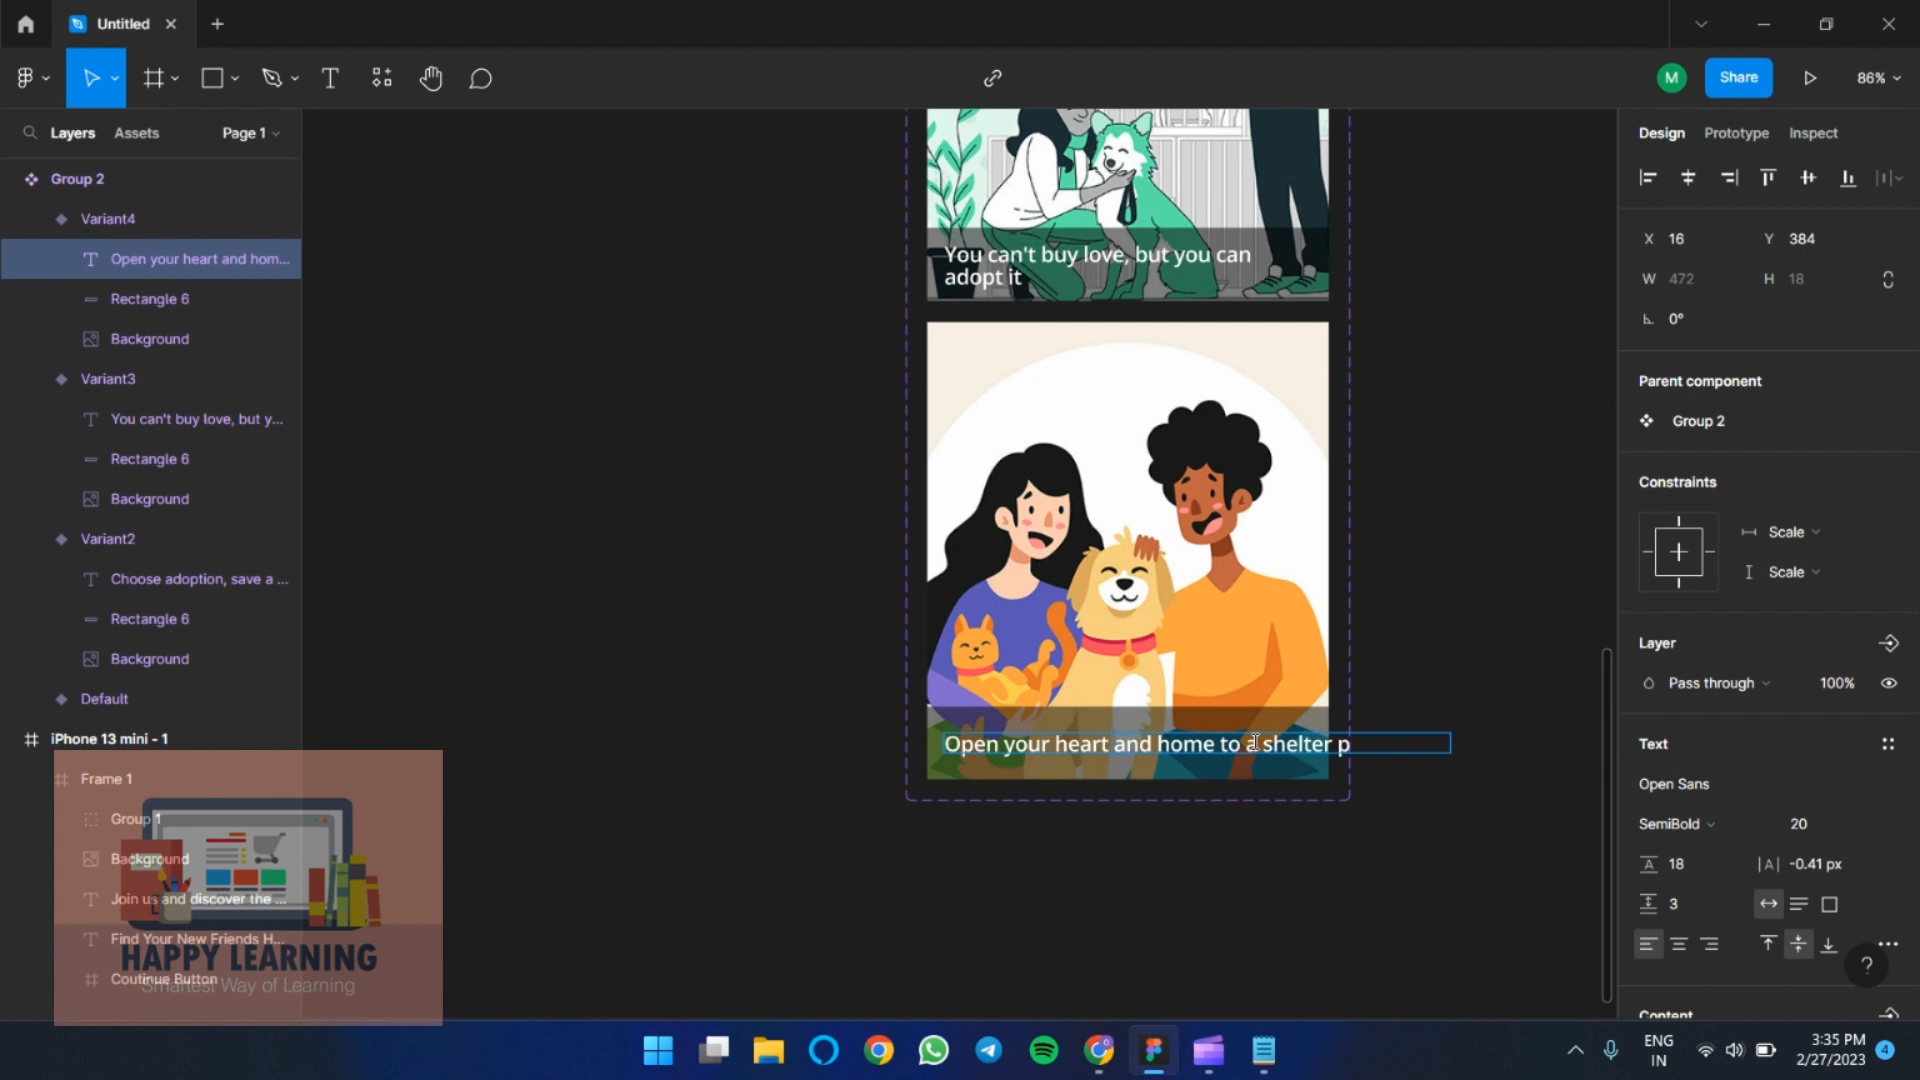 Untitled
Share
86%
M
Layers
Assets
Page 1
Group 2
Variant4
Open your heart and hom...
Rectangle 6
Background
Variant3
You can't buy love, but y...
Rectangle 6
Background
Variant2
Choose adoption, save a ...
Rectangle 6
Background
Default
iPhone 13 mini - 1
Frame 1
Group 1
Background
Join us and discover the ...
Find Your New Friends H...
Coutinue Button
HAPPY LEARNING
Smartest Way of Learning
You can't buy love, but you can
adopt it
Open your heart and home to a shelter p
Design
Prototype
Inspect
X 16
Y 384
W 472
H 18
0°
Parent component
Group 2
Constraints
Scale
Scale
Layer
Pass through
100%
Text
Open Sans
SemiBold
20
A 18
|A| -0.41 px
3
?
Content
ENG
IN
3:35 PM
2/27/2023
4